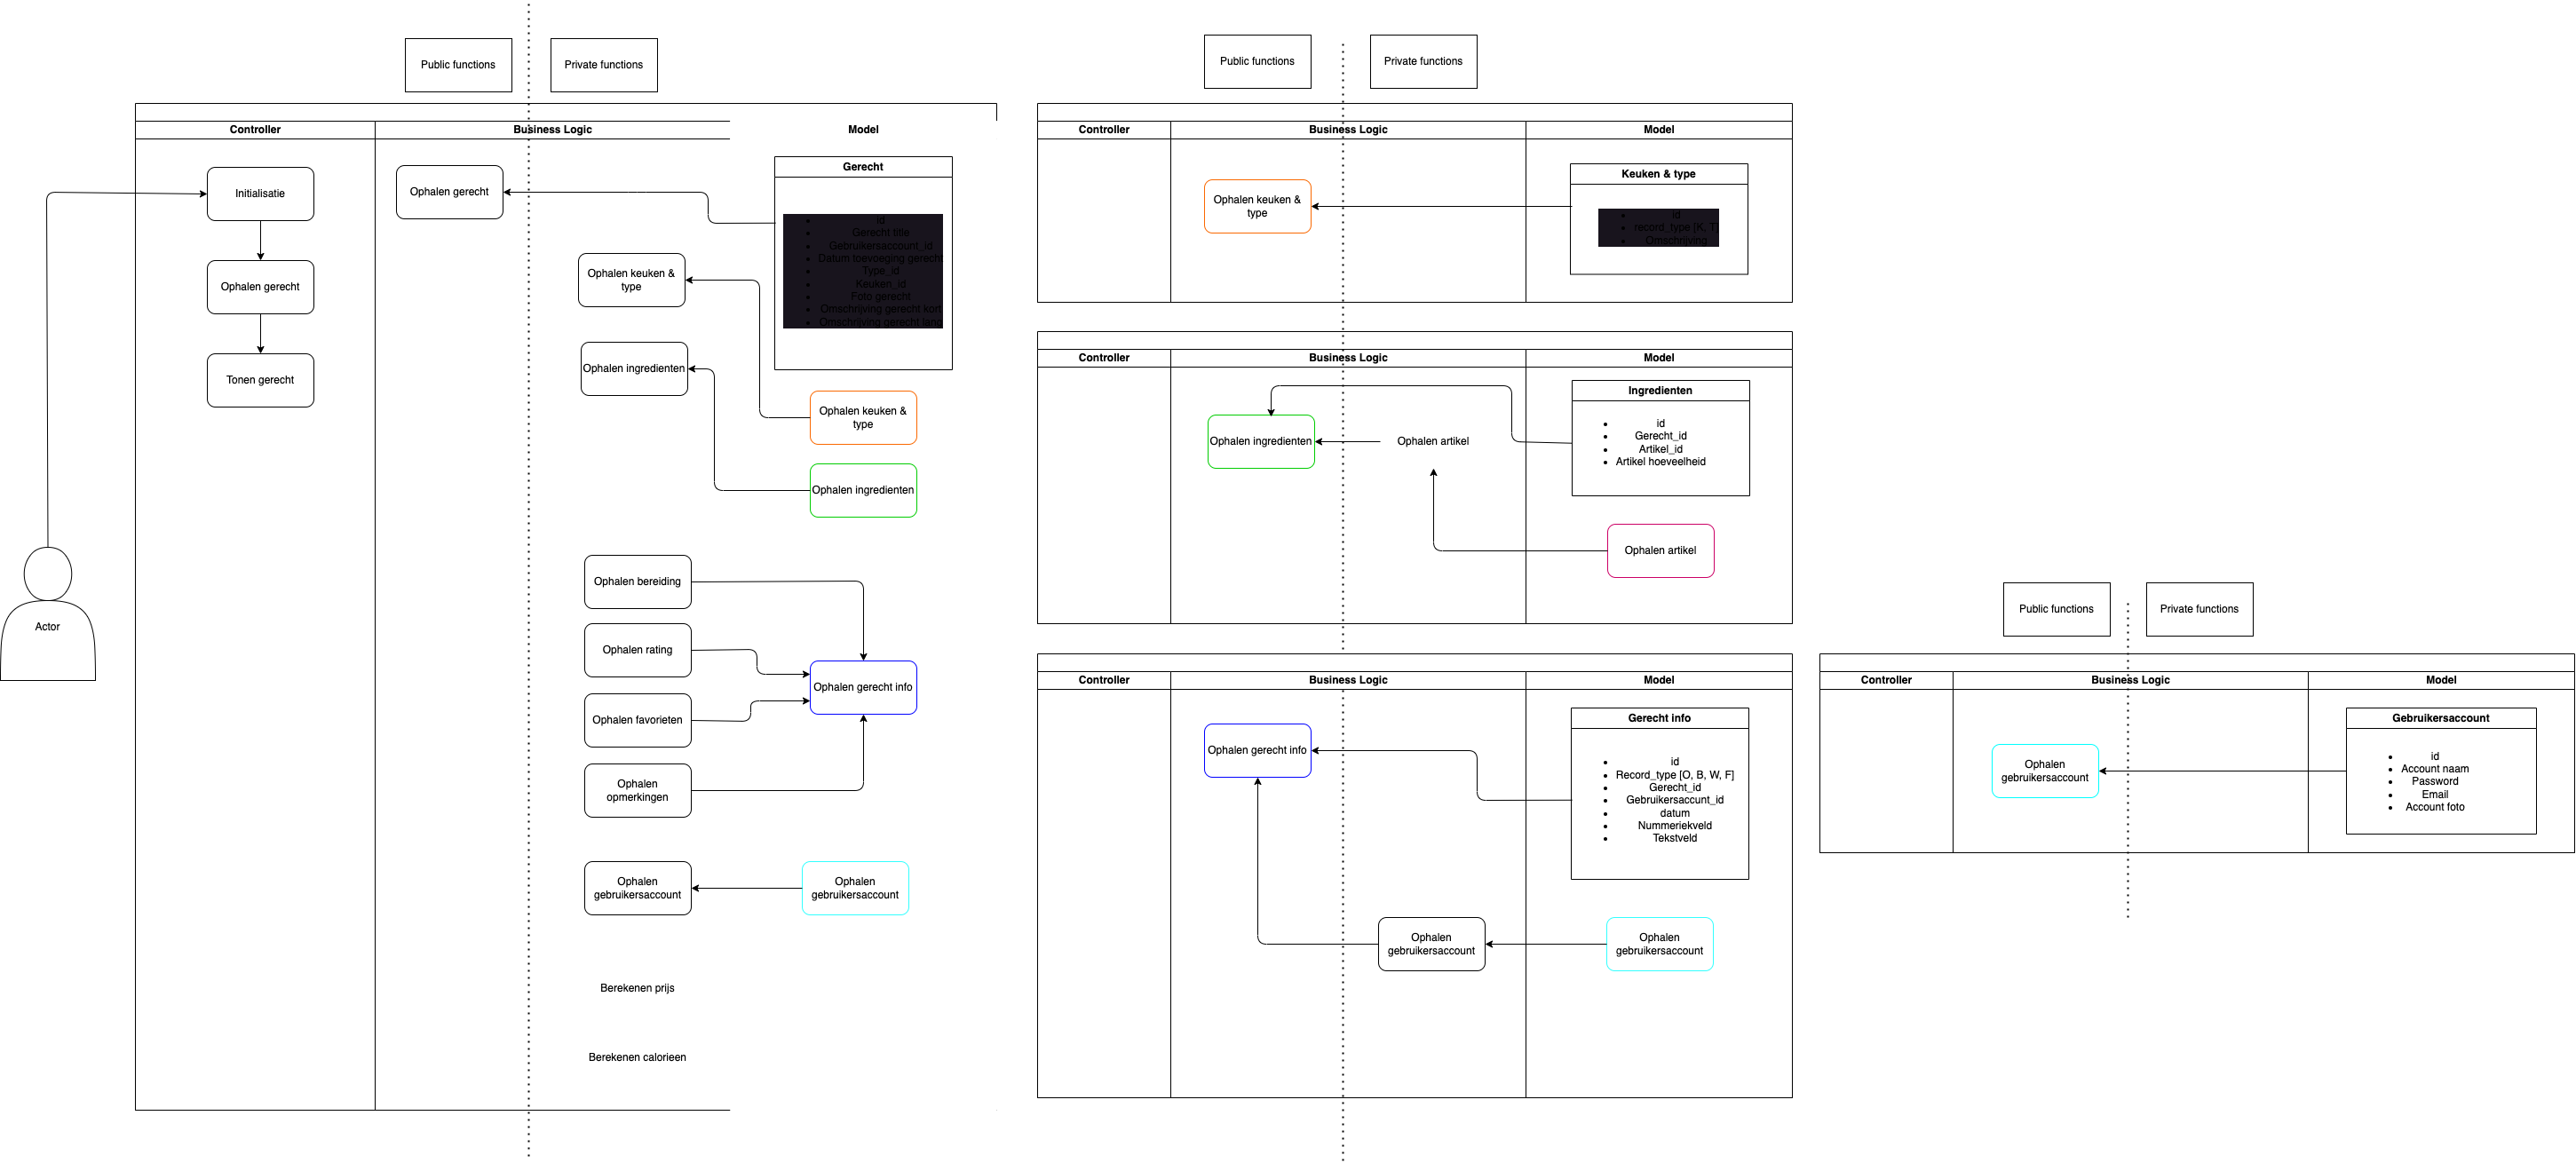 Public functions
Private functions
Controller
Business Logic
Model
Initialisatie
Ophalen gerecht
Tonen gerecht
Actor
Ophalen gerecht
Ophalen keuken &
type
Ophalen ingredienten
Gerecht
id
Gerecht title
Gebruikersaccount_id
Datum toevoeging gerecht
Type_id
Keuken_id
Foto gerecht
Omschrijving gerecht kort
Omschrijving gerecht lang
Ophalen keuken &
type
Ophalen ingredienten
Ophalen bereiding
Ophalen rating
Ophalen favorieten
Ophalen
opmerkingen
Ophalen gerecht info
Ophalen
gebruikersaccount
Ophalen
gebruikersaccount
Berekenen prijs
Berekenen calorieen
Public functions
Private functions
Controller
Business Logic
Model
Ophalen keuken &
type
Keuken & type
id
record_type [K, T]
Omschrijving
Controller
Business Logic
Model
Ophalen ingredienten
Ophalen artikel
Ingredienten
id
Gerecht_id
Artikel_id
Artikel hoeveelheid
Ophalen artikel
Controller
Business Logic
Model
Ophalen gerecht info
Gerecht info
id
Record_type [O, B, W, F]
Gerecht_id
Gebruikersaccunt_id
datum
Nummeriekveld
Tekstveld
Ophalen
gebruikersaccount
Ophalen
gebruikersaccount
Public functions
Private functions
Controller
Business Logic
Model
Ophalen
gebruikersaccount
Gebruikersaccount
id
Account naam
Password
Email
Account foto